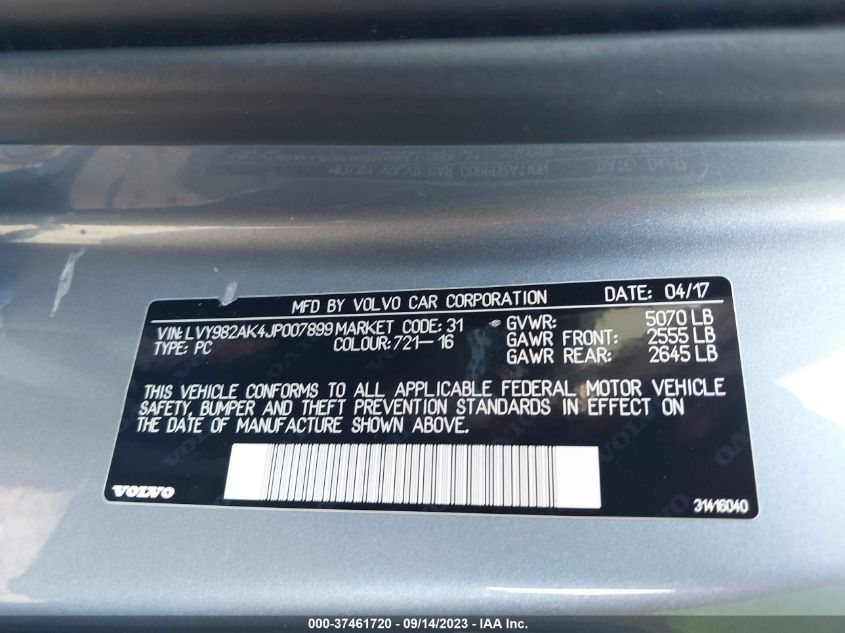 MFD BY VOLVO CAR CORPORATION DATE: 04/17
VIN: LVY982AK4JP007899 MARKET CODE: 31 GVWR: 5070 LB
TYPE: PC COLOUR: 721-16 GAWR FRONT: 2555 LB
GAWR REAR: 2645 LB
THIS VEHICLE CONFORMS TO ALL APPLICABLE FEDERAL MOTOR VEHICLE
SAFETY, BUMPER AND THEFT PREVENTION STANDARDS IN EFFECT ON
THE DATE OF MANUFACTURE SHOWN ABOVE.
VOLVO 31416040
000-37461720 - 09/14/2023 - IAA Inc.